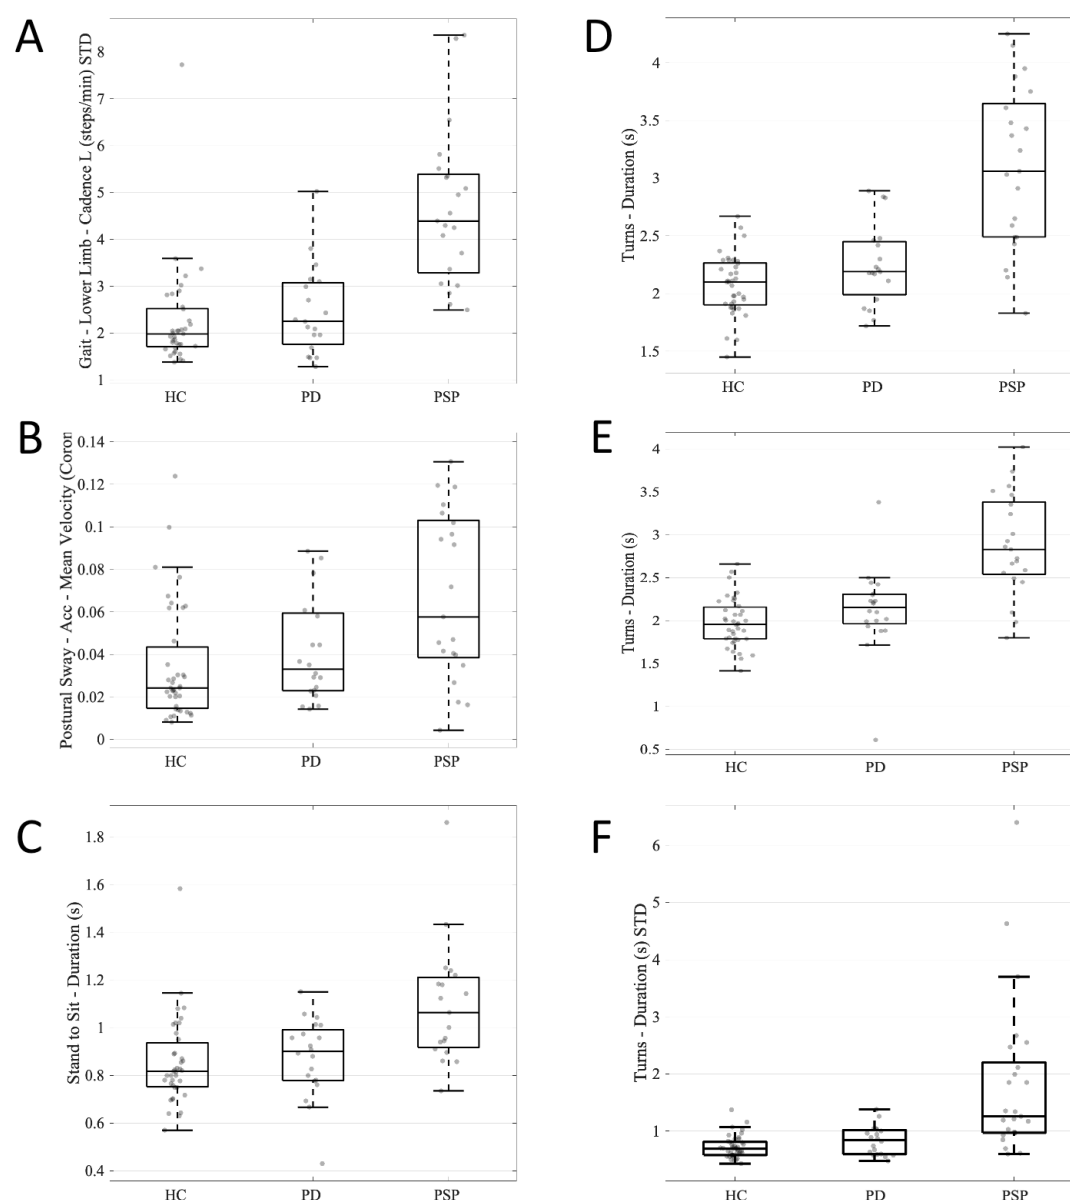 A
Gait - Lower Limb - Cadence L (steps/min) STD
8
7
6
5
4
3
2
1
HC PD PSP
B
Postural Sway - Acc - Mean Velocity (Coron
0.14
0.12
0.1
0.08
0.06
0.04
0.02
0
HC PD PSP
C
Stand to Sit - Duration (s)
1.8
1.6
1.4
1.2
1
0.8
0.6
0.4
HC PD PSP
D
Turns - Duration (s)
4
3.5
3
2.5
2
1.5
HC PD PSP
E
Turns - Duration (s)
4
3.5
3
2.5
2
1.5
1
0.5
HC PD PSP
F
Turns - Duration (s) STD
6
5
4
3
2
1
HC PD PSP